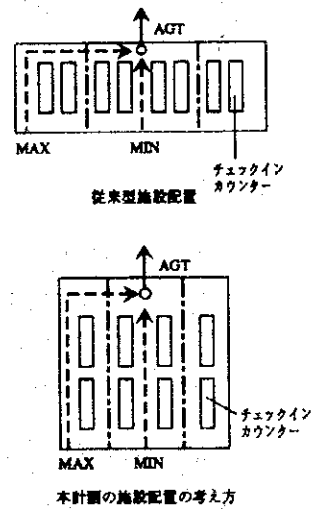 AGT
MAX MIN
チェックイン
カウンター
従来型施設配置
AGT
チェックイン
カウンター
MAX MIN
本計画の施設配置の考え方